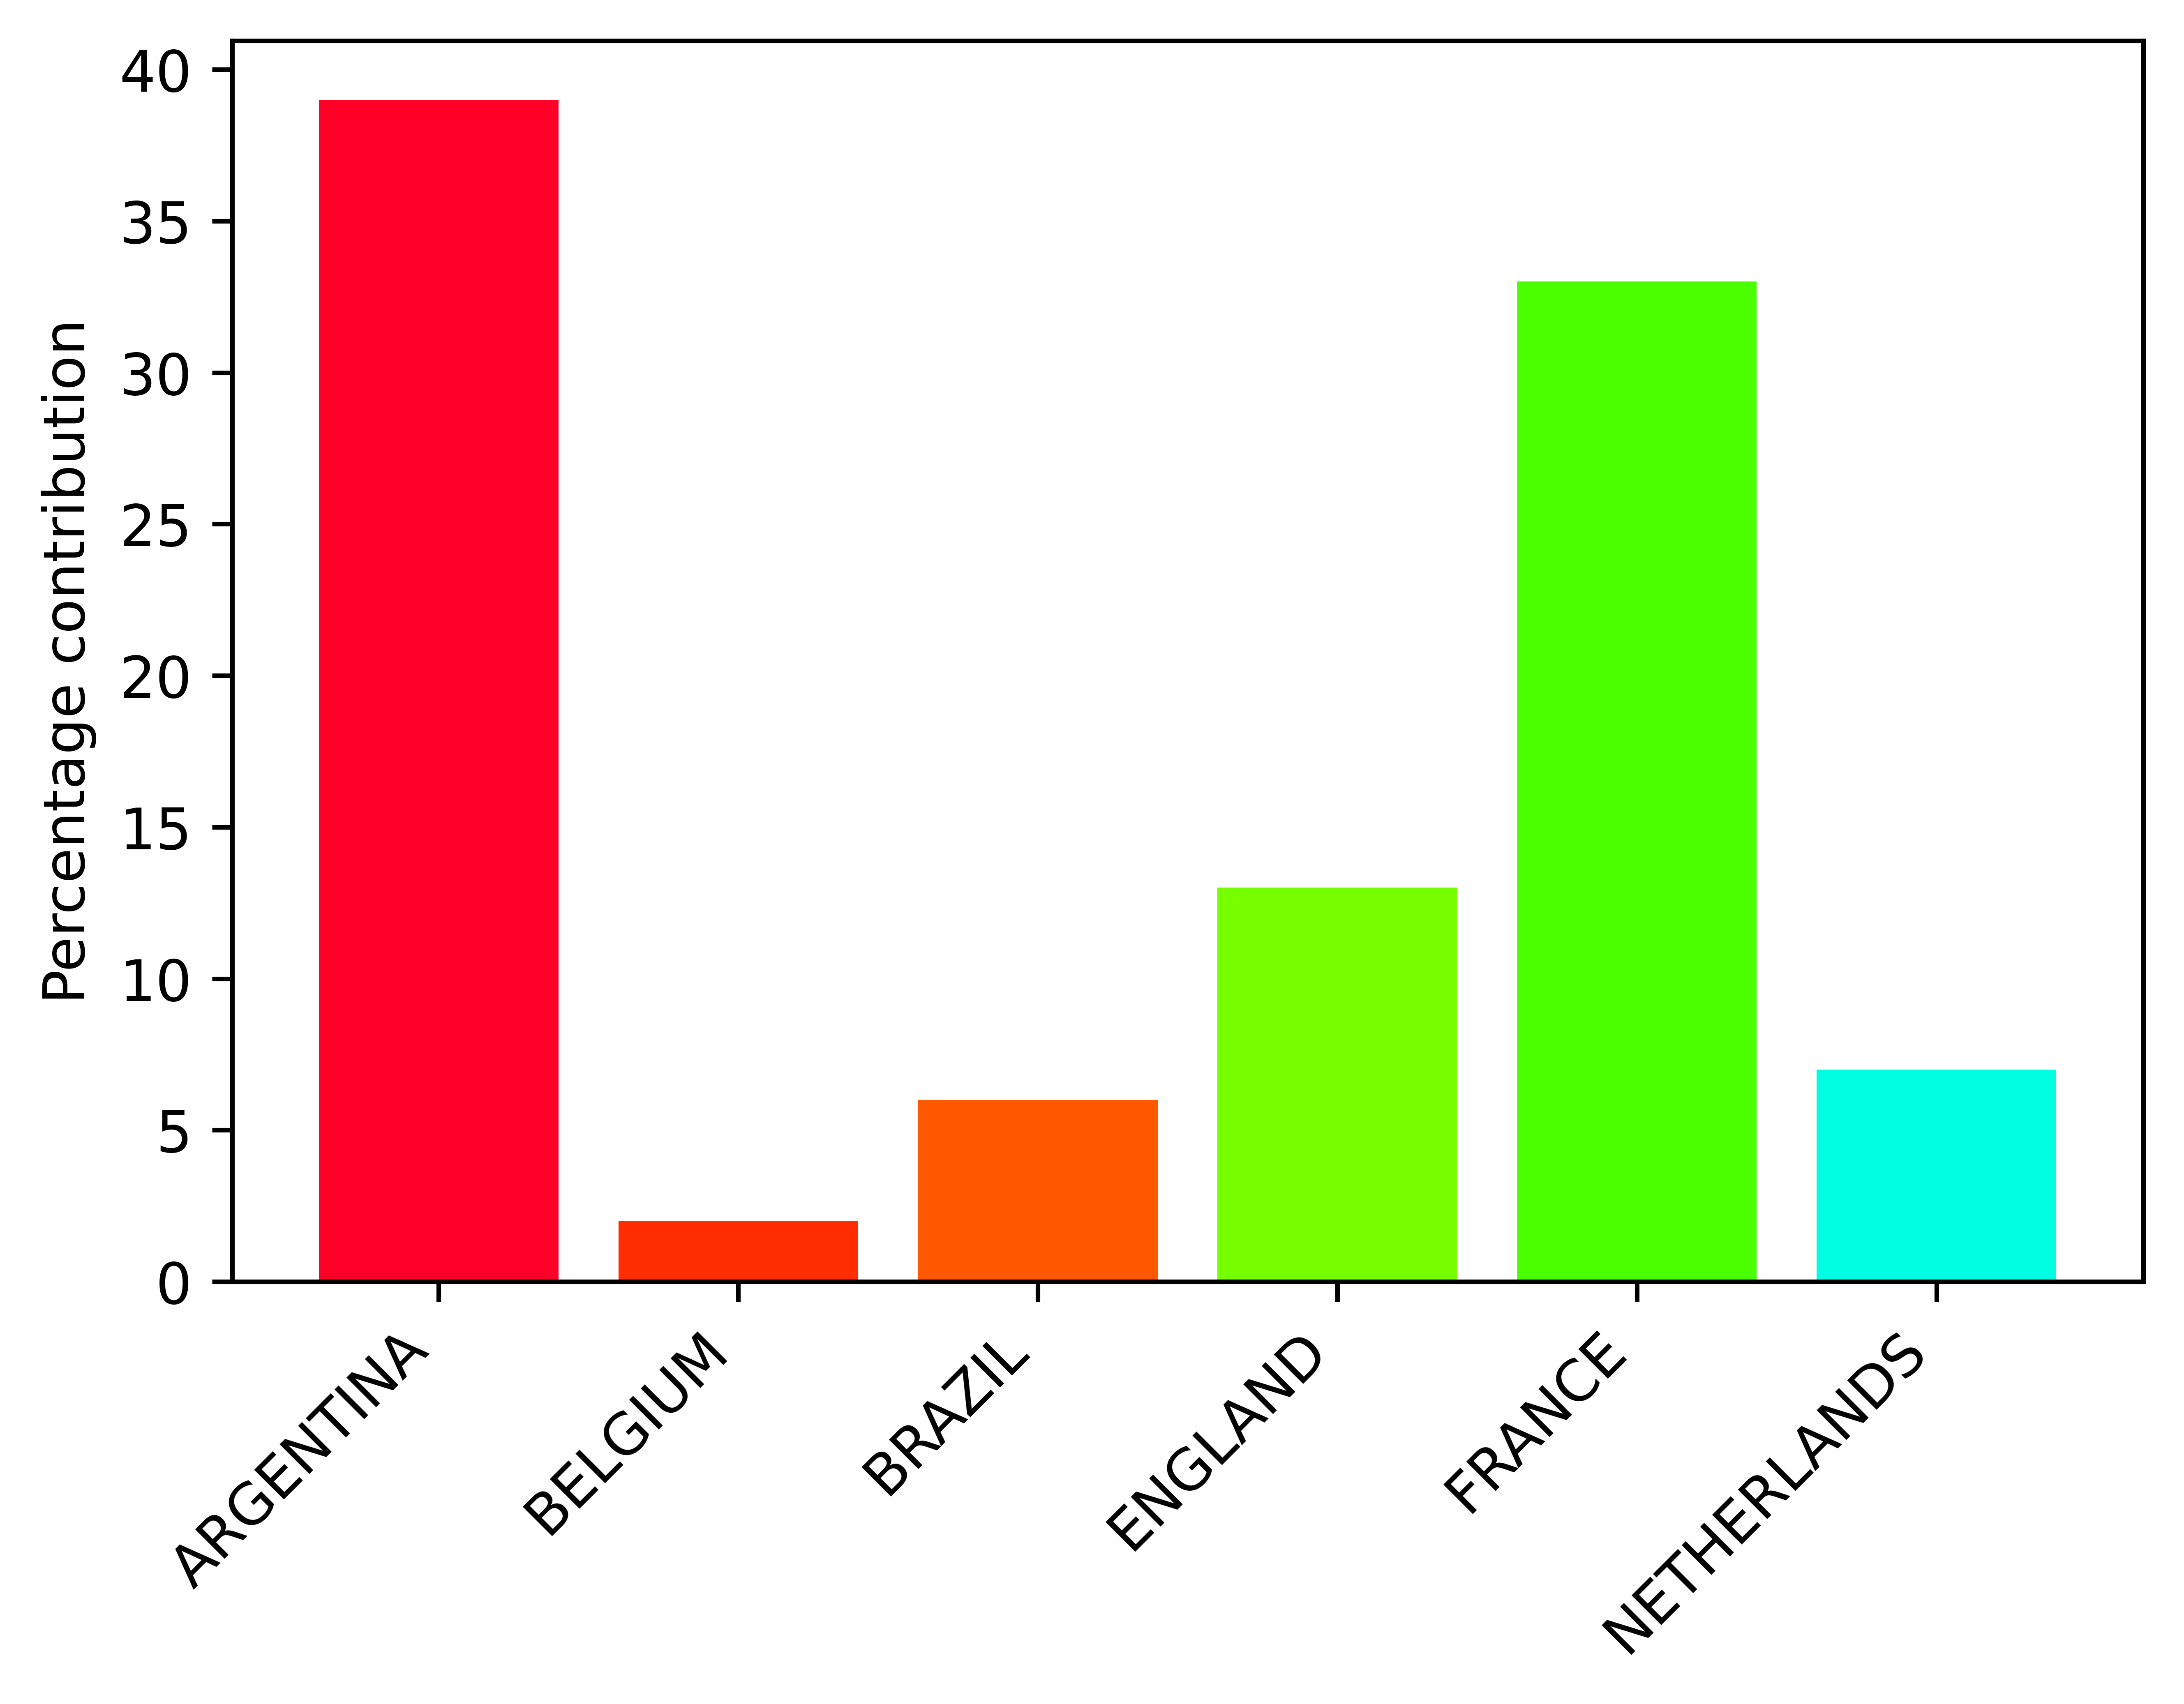 Percentage contribution
40
35
30
25
20
15
10
5
0
ARGENTINA
BELGIUM
BRAZIL
ENGLAND
FRANCE
NETHERLANDS